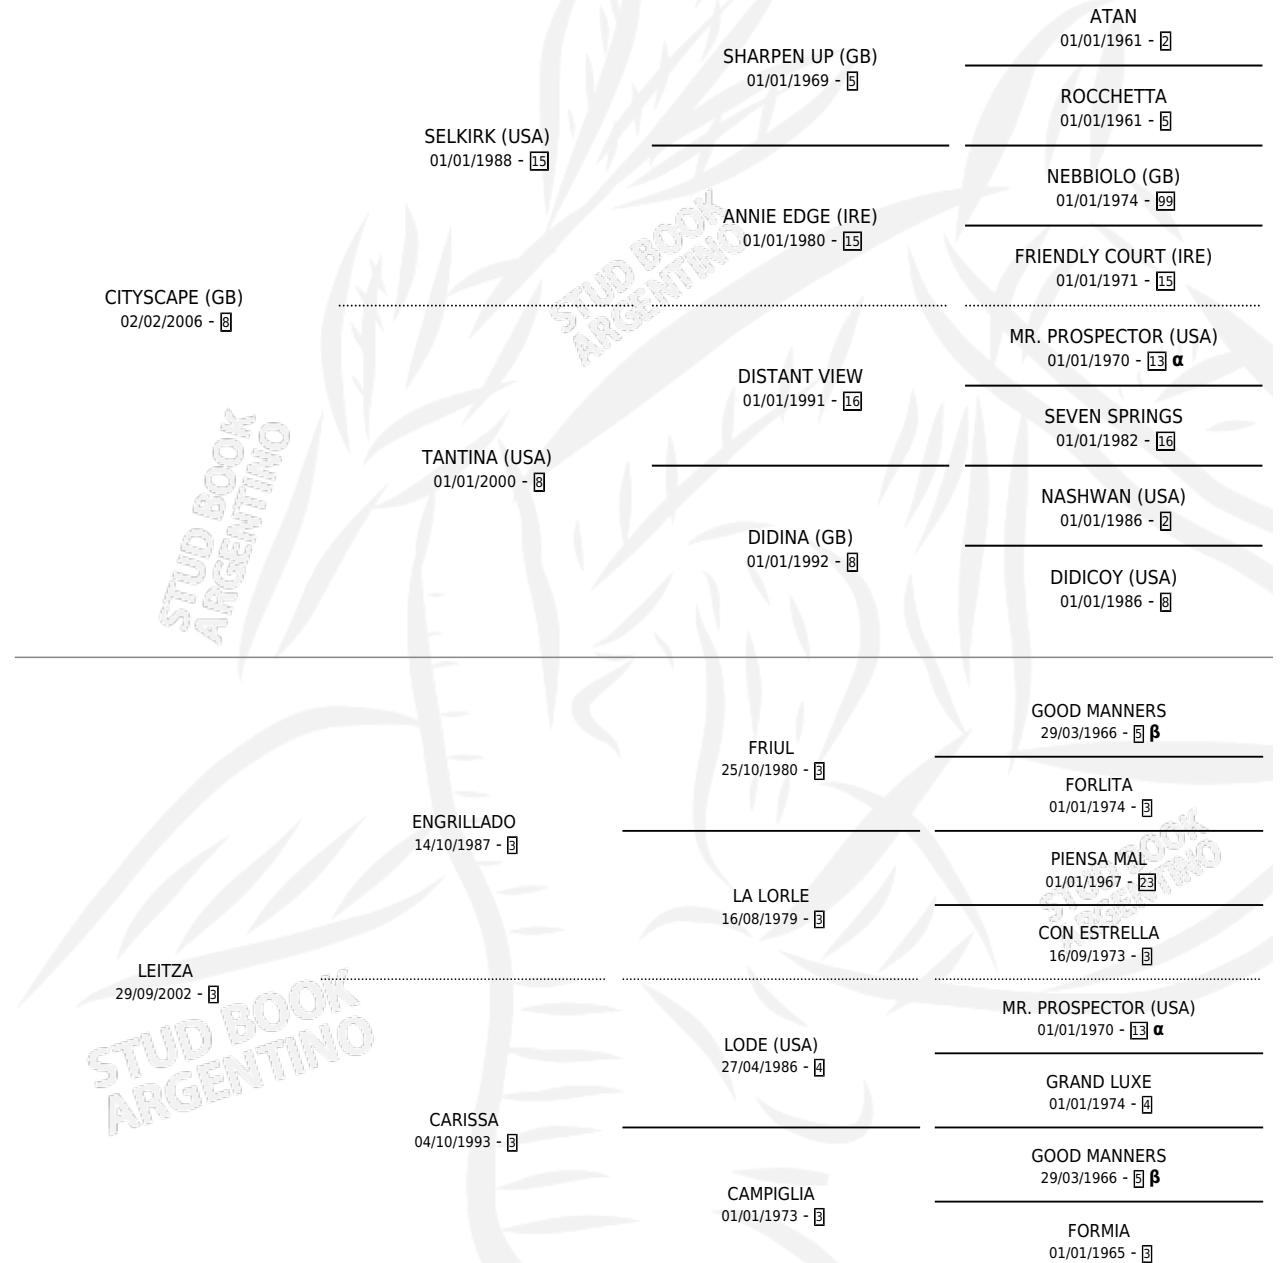 ATAN
01/01/1961 - 2
SHARPEN UP (GB)
01/01/1969 - 5
ROCCHETTA
01/01/1961 - 5
SELKIRK (USA)
01/01/1988 - 15
NEBBIOLO (GB)
01/01/1974 - 99
ANNIE EDGE (IRE)
01/01/1980 - 15
FRIENDLY COURT (IRE)
01/01/1971 - 15
CITYSCAPE (GB)
02/02/2006 - 8
MR. PROSPECTOR (USA)
01/01/1970 - 13 α
DISTANT VIEW
01/01/1991 - 16
SEVEN SPRINGS
01/01/1982 - 16
TANTINA (USA)
01/01/2000 - 8
NASHWAN (USA)
01/01/1986 - 2
DIDINA (GB)
01/01/1992 - 8
DIDICOY (USA)
01/01/1986 - 8
GOOD MANNERS
29/03/1966 - 5 β
FRIUL
25/10/1980 - 3
FORLITA
01/01/1974 - 3
ENGRILLADO
14/10/1987 - 3
PIENSA MAL
01/01/1967 - 23
LA LORLE
16/08/1979 - 3
CON ESTRELLA
16/09/1973 - 3
LEITZA
29/09/2002 - 3
MR. PROSPECTOR (USA)
01/01/1970 - 13 α
LODE (USA)
27/04/1986 - 4
GRAND LUXE
01/01/1974 - 4
CARISSA
04/10/1993 - 3
GOOD MANNERS
29/03/1966 - 5 β
CAMPIGLIA
01/01/1973 - 3
FORMIA
01/01/1965 - 3
STUD BOOK
ARGENTINO
STUD BOOK
ARGENTINO
STUD BOOK
ARGENTINO
STUD BOOK
ARGENTINO